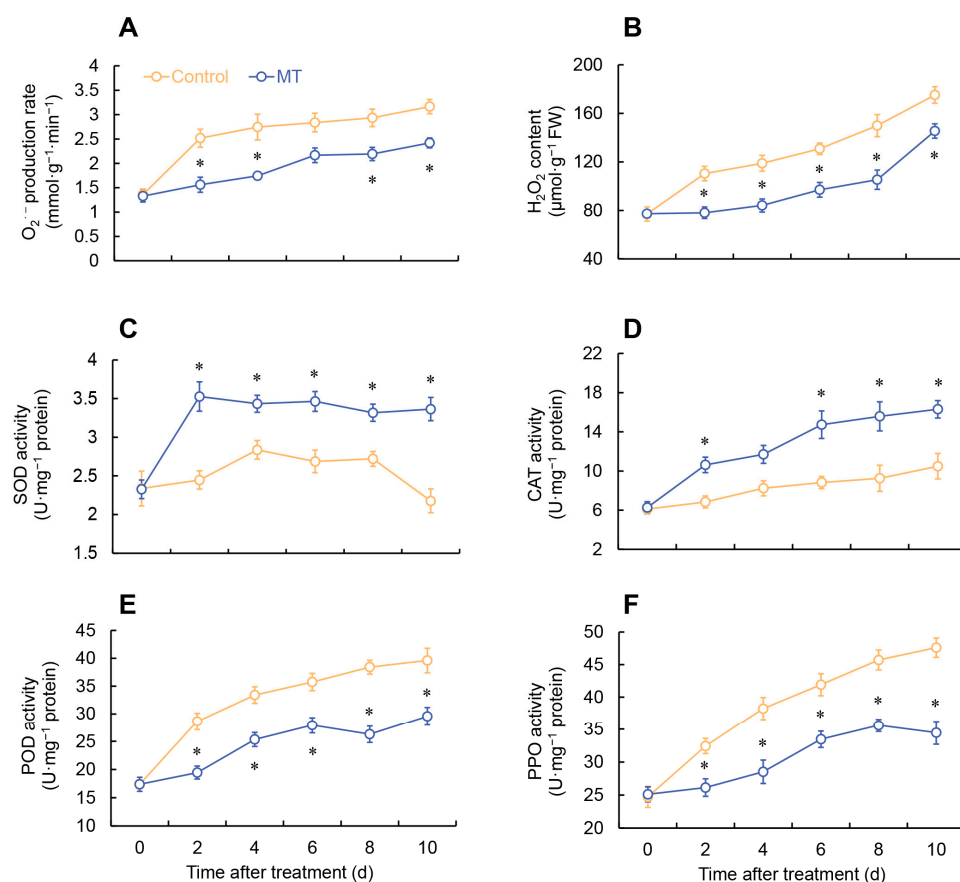 A
Control MT
O₂˙⁻ production rate
(mmol·g⁻¹·min⁻¹)
4
3.5
3
2.5
2
1.5
1
0.5
0
* * * *
B
H₂O₂ content
(μmol·g⁻¹ FW)
200
160
120
80
40
* * * * *
C
SOD activity
(U·mg⁻¹ protein)
4
3.5
3
2.5
2
1.5
* * * * *
D
CAT activity
(U·mg⁻¹ protein)
22
18
14
10
6
2
* * * *
E
POD activity
(U·mg⁻¹ protein)
45
40
35
30
25
20
15
10
* * * * *
0 2 4 6 8 10
Time after treatment (d)
F
PPO activity
(U·mg⁻¹ protein)
50
45
40
35
30
25
20
* * * * *
0 2 4 6 8 10
Time after treatment (d)